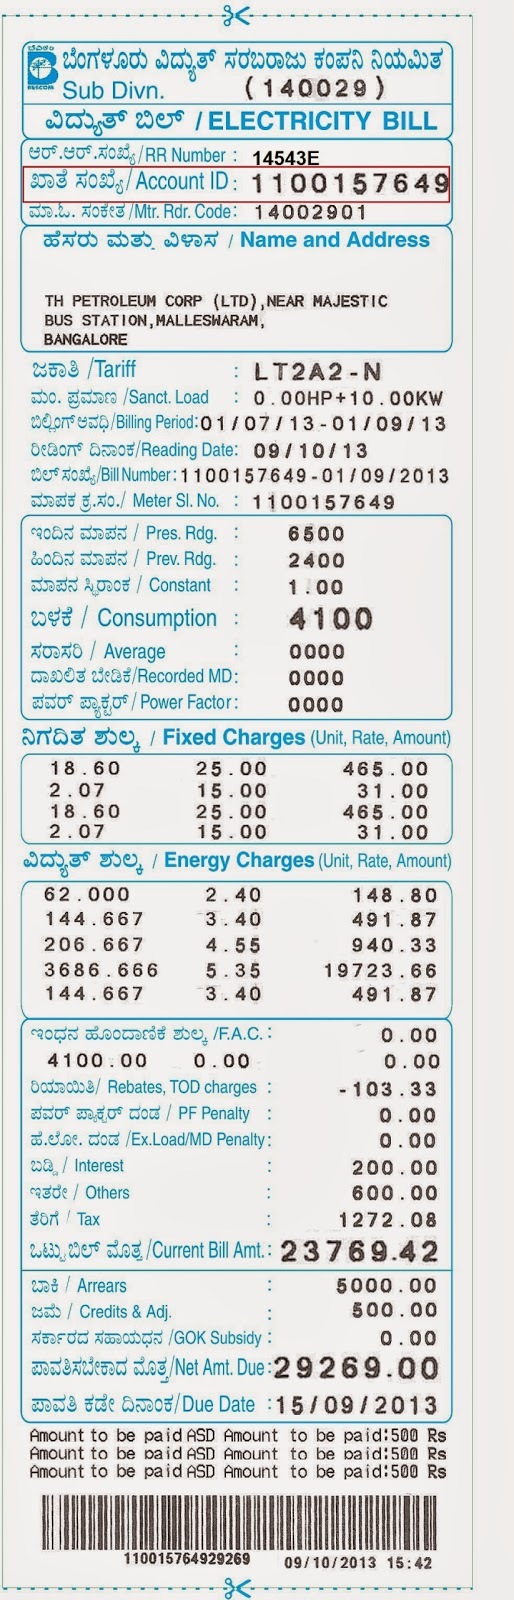 ಬೆವಿಕಂ
BESCOM
ಬೆಂಗಳೂರು ವಿದ್ಯುತ್ ಸರಬರಾಜು ಕಂಪನಿ ನಿಯಮಿತ
Sub Divn. (140029)
ವಿದ್ಯುತ್ ಬಿಲ್ / ELECTRICITY BILL
ಆರ್.ಆರ್.ಸಂಖ್ಯೆ/ RR Number : 14543E
ಖಾತೆ ಸಂಖ್ಯೆ/ Account ID : 1100157649
ಮಾ.ಓ. ಸಂಕೇತ/Mtr. Rdr. Code: 14002901
ಹೆಸರು ಮತ್ತು ವಿಳಾಸ / Name and Address
TH PETROLEUM CORP (LTD),NEAR MAJESTIC
BUS STATION,MALLESWARAM,
BANGALORE
ಜಕಾತಿ /Tariff : LT2A2-N
ಮಂ. ಪ್ರಮಾಣ /Sanct. Load : 0.00HP+10.00KW
ಬಿಲ್ಲಿಂಗ್ ಅವಧಿ/Billing Period: 01/07/13-01/09/13
ರೀಡಿಂಗ್ ದಿನಾಂಕ/Reading Date: 09/10/13
ಬಿಲ್ ಸಂಖ್ಯೆ/Bill Number: 1100157649-01/09/2013
ಮಾಪಕ ಕ್ರ.ಸಂ./ Meter Sl. No. : 1100157649
ಇಂದಿನ ಮಾಪನ / Pres. Rdg. : 6500
ಹಿಂದಿನ ಮಾಪನ / Prev. Rdg. : 2400
ಮಾಪನ ಸ್ಥಿರಾಂಕ / Constant : 1.00
ಬಳಕೆ / Consumption : 4100
ಸರಾಸರಿ / Average : 0000
ದಾಖಲಿತ ಬೇಡಿಕೆ/Recorded MD: 0000
ಪವರ್ ಫ್ಯಾಕ್ಟರ್/ Power Factor: 0000
ನಿಗದಿತ ಶುಲ್ಕ / Fixed Charges (Unit, Rate, Amount)
18.60 25.00 465.00
2.07 15.00 31.00
18.60 25.00 465.00
2.07 15.00 31.00
ವಿದ್ಯುತ್ ಶುಲ್ಕ / Energy Charges (Unit, Rate, Amount)
62.000 2.40 148.80
144.667 3.40 491.87
206.667 4.55 940.33
3686.666 5.35 19723.66
144.667 3.40 491.87
ಇಂಧನ ಹೊಂದಾಣಿಕೆ ಶುಲ್ಕ /F.A.C. : 0.00
4100.00 0.00 0.00
ರಿಯಾಯಿತಿ/ Rebates, TOD charges : -103.33
ಪವರ್ ಫ್ಯಾಕ್ಟರ್ ದಂಡ / PF Penalty : 0.00
ಹೆ.ಲೋ. ದಂಡ /Ex.Load/MD Penalty: 0.00
ಬಡ್ಡಿ / Interest : 200.00
ಇತರೇ / Others : 600.00
ತೆರಿಗೆ / Tax : 1272.08
ಒಟ್ಟು ಬಿಲ್ ಮೊತ್ತ /Current Bill Amt. : 23769.42
ಬಾಕಿ / Arrears : 5000.00
ಜಮೆ / Credits & Adj. : 500.00
ಸರ್ಕಾರದ ಸಹಾಯಧನ /GOK Subsidy : 0.00
ಪಾವತಿಸಬೇಕಾದ ಮೊತ್ತ/Net Amt. Due : 29269.00
ಪಾವತಿ ಕಡೇ ದಿನಾಂಕ/Due Date : 15/09/2013
Amount to be paid ASD Amount to be paid:500 Rs
Amount to be paid ASD Amount to be paid:500 Rs
Amount to be paid ASD Amount to be paid:500 Rs
110015764929269 09/10/2013 15:42